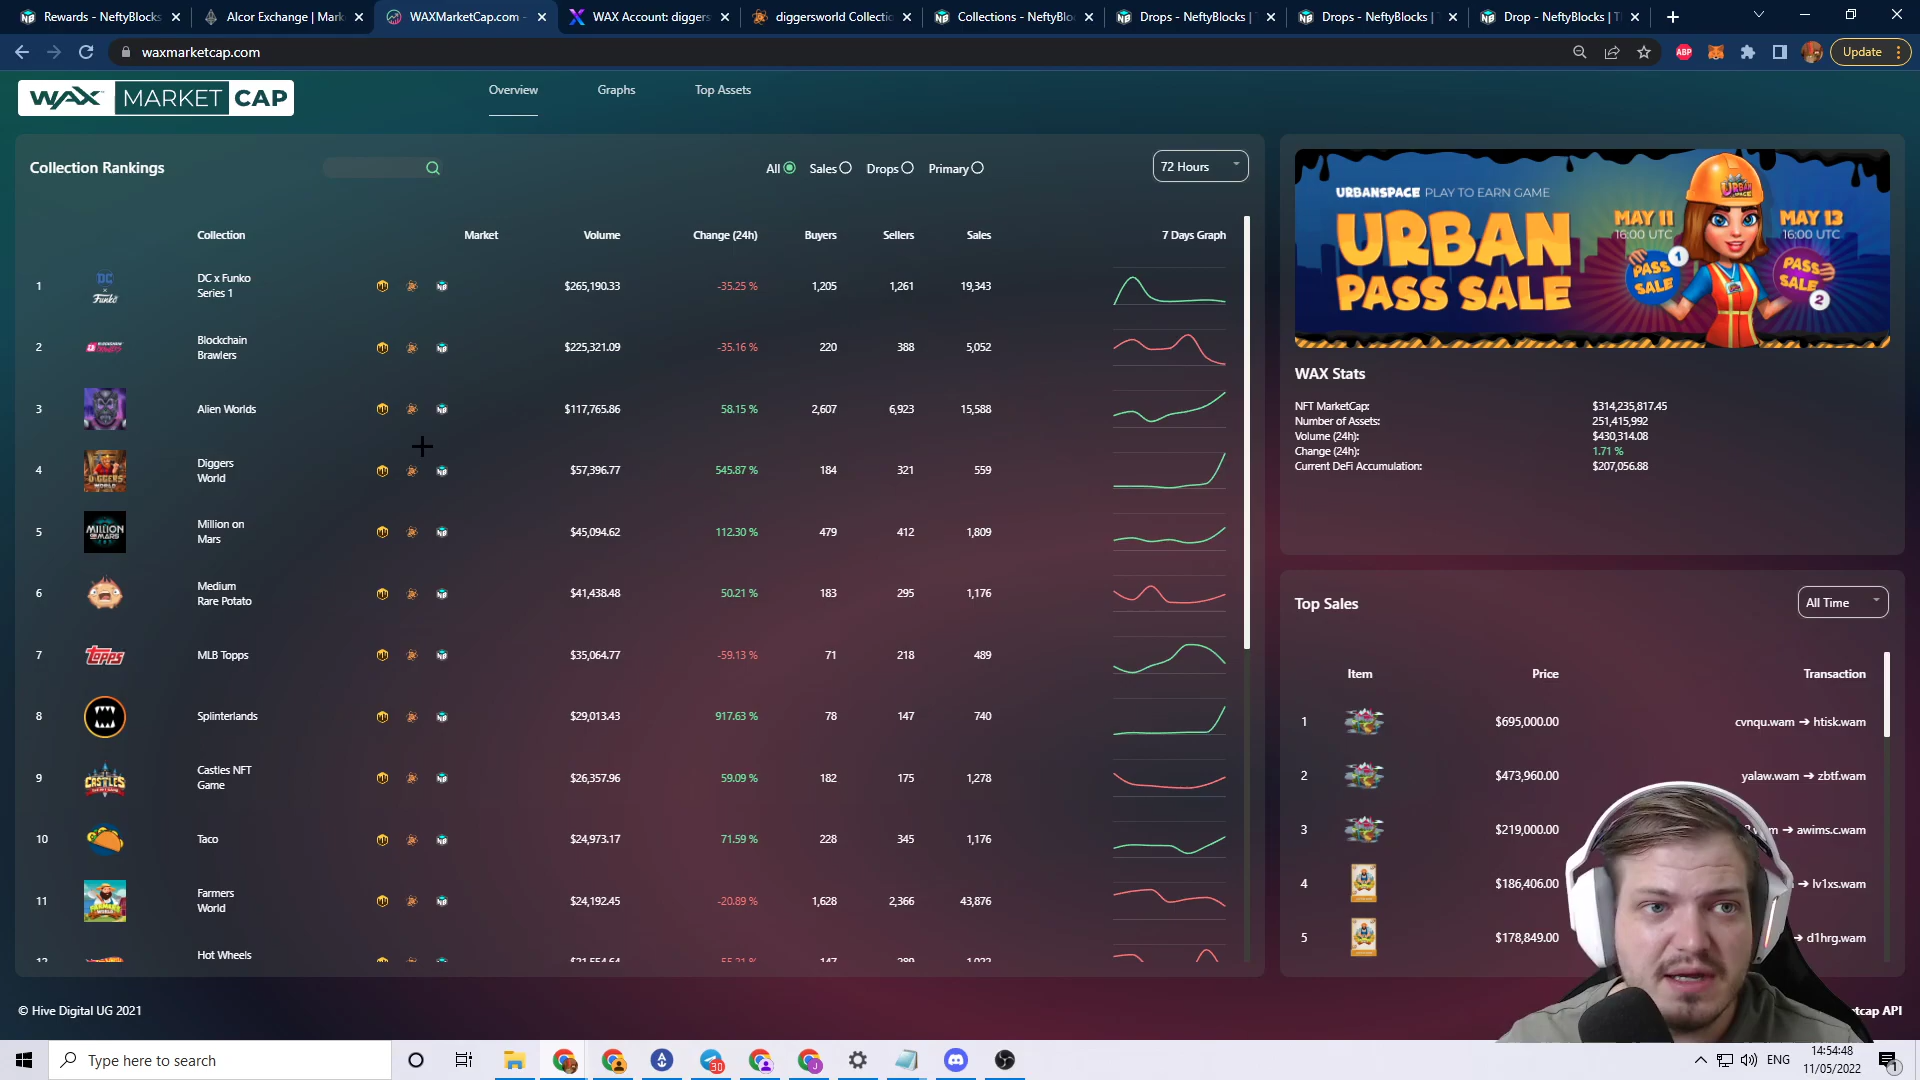 Rewards - NeftyBlocks
Alcor Exchange | Mark
WAXMarketCap.com -
WAX Account: diggers
diggersworld Collectio
Collections - NeftyBlo
Drops - NeftyBlocks |
Drops - NeftyBlocks |
Drop - NeftyBlocks | T
waxmarketcap.com
ABP
Update
WAX MARKET CAP
Overview
Graphs
Top Assets
Collection Rankings
All
Sales
Drops
Primary
72 Hours
Collection Market Volume Change (24h) Buyers Sellers Sales 7 Days Graph
1 DC x Funko Series 1 $265,190.33 -35.25 % 1,205 1,261 19,343
2 Blockchain Brawlers $225,321.09 -35.16 % 220 388 5,052
3 Alien Worlds $117,765.86 58.15 % 2,607 6,923 15,588
4 Diggers World $57,396.77 545.87 % 184 321 559
5 Million on Mars $45,094.62 112.30 % 479 412 1,809
6 Medium Rare Potato $41,438.48 50.21 % 183 295 1,176
7 MLB Topps $35,064.77 -59.13 % 71 218 489
8 Splinterlands $29,013.43 917.63 % 78 147 740
9 Castles NFT Game $26,357.96 59.09 % 182 175 1,278
10 Taco $24,973.17 71.59 % 228 345 1,176
11 Farmers World $24,192.45 -20.89 % 1,628 2,366 43,876
Hot Wheels
URBANSPACE PLAY TO EARN GAME
URBAN
PASS SALE
MAY 11
16:00 UTC
PASS SALE 1
MAY 13
16:00 UTC
PASS SALE 2
WAX Stats
NFT MarketCap: $314,235,817.45
Number of Assets: 251,415,992
Volume (24h): $430,314.08
Change (24h): 1.71 %
Current DeFi Accumulation: $207,056.88
Top Sales
All Time
Item Price Transaction
1 $695,000.00 cvnqu.wam → htisk.wam
2 $473,960.00 yalaw.wam → zbtf.wam
3 $219,000.00 → awims.c.wam
4 $186,406.00 → lv1xs.wam
5 $178,849.00 → d1hrg.wam
© Hive Digital UG 2021
tcap API
Type here to search
30
ENG
14:54:48
11/05/2022
1